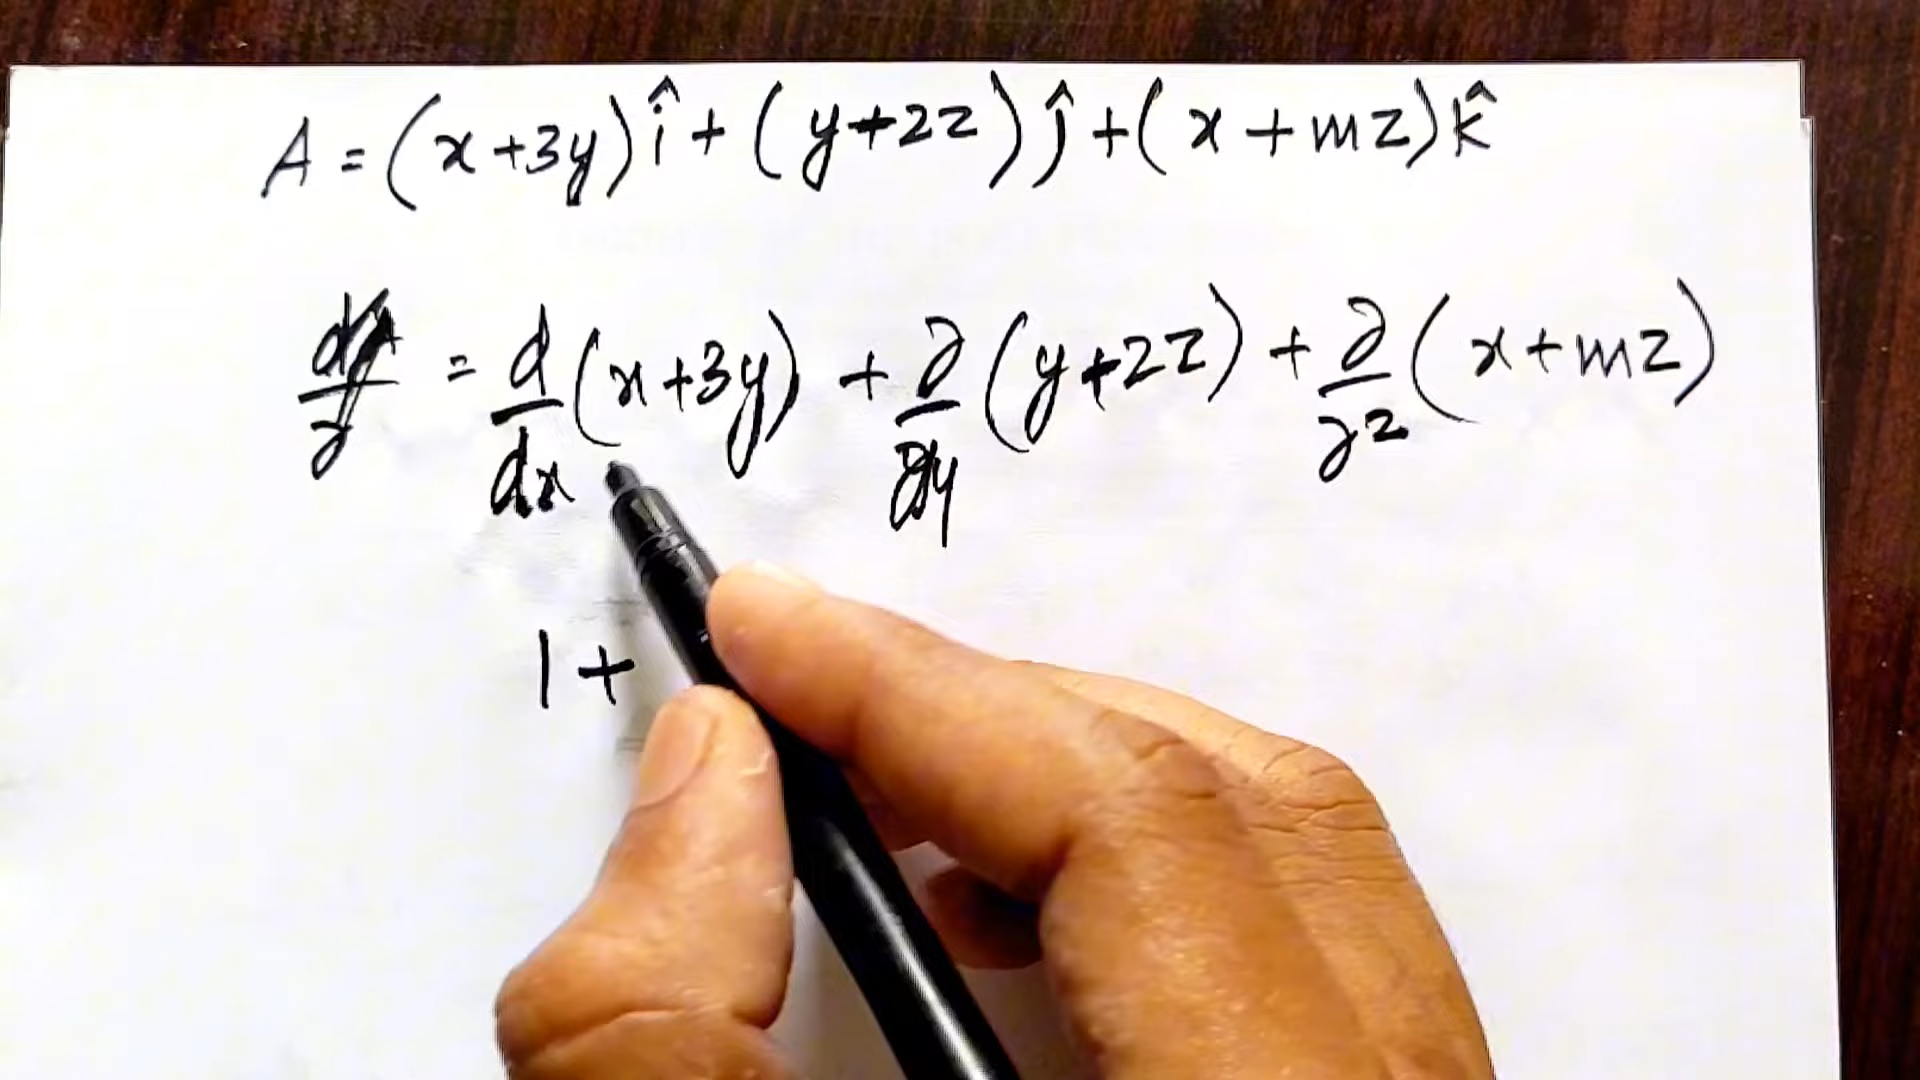 A = (x+3y)î + (y+2z)ĵ + (x+mz)k̂
= d/dx (x+3y) + ∂/∂y (y+2z) + ∂/∂z (x+mz)
1 +